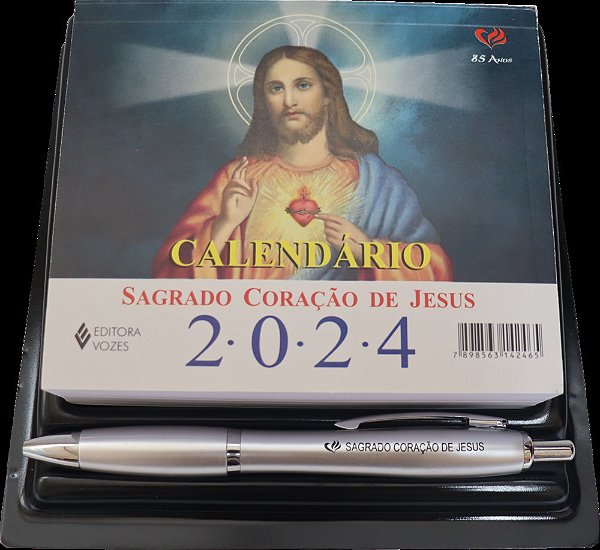 85 Anos
CALENDÁRIO
SAGRADO CORAÇÃO DE JESUS
EDITORA
VOZES
2·0·2·4
7 898563 142465
SAGRADO CORAÇÃO DE JESUS